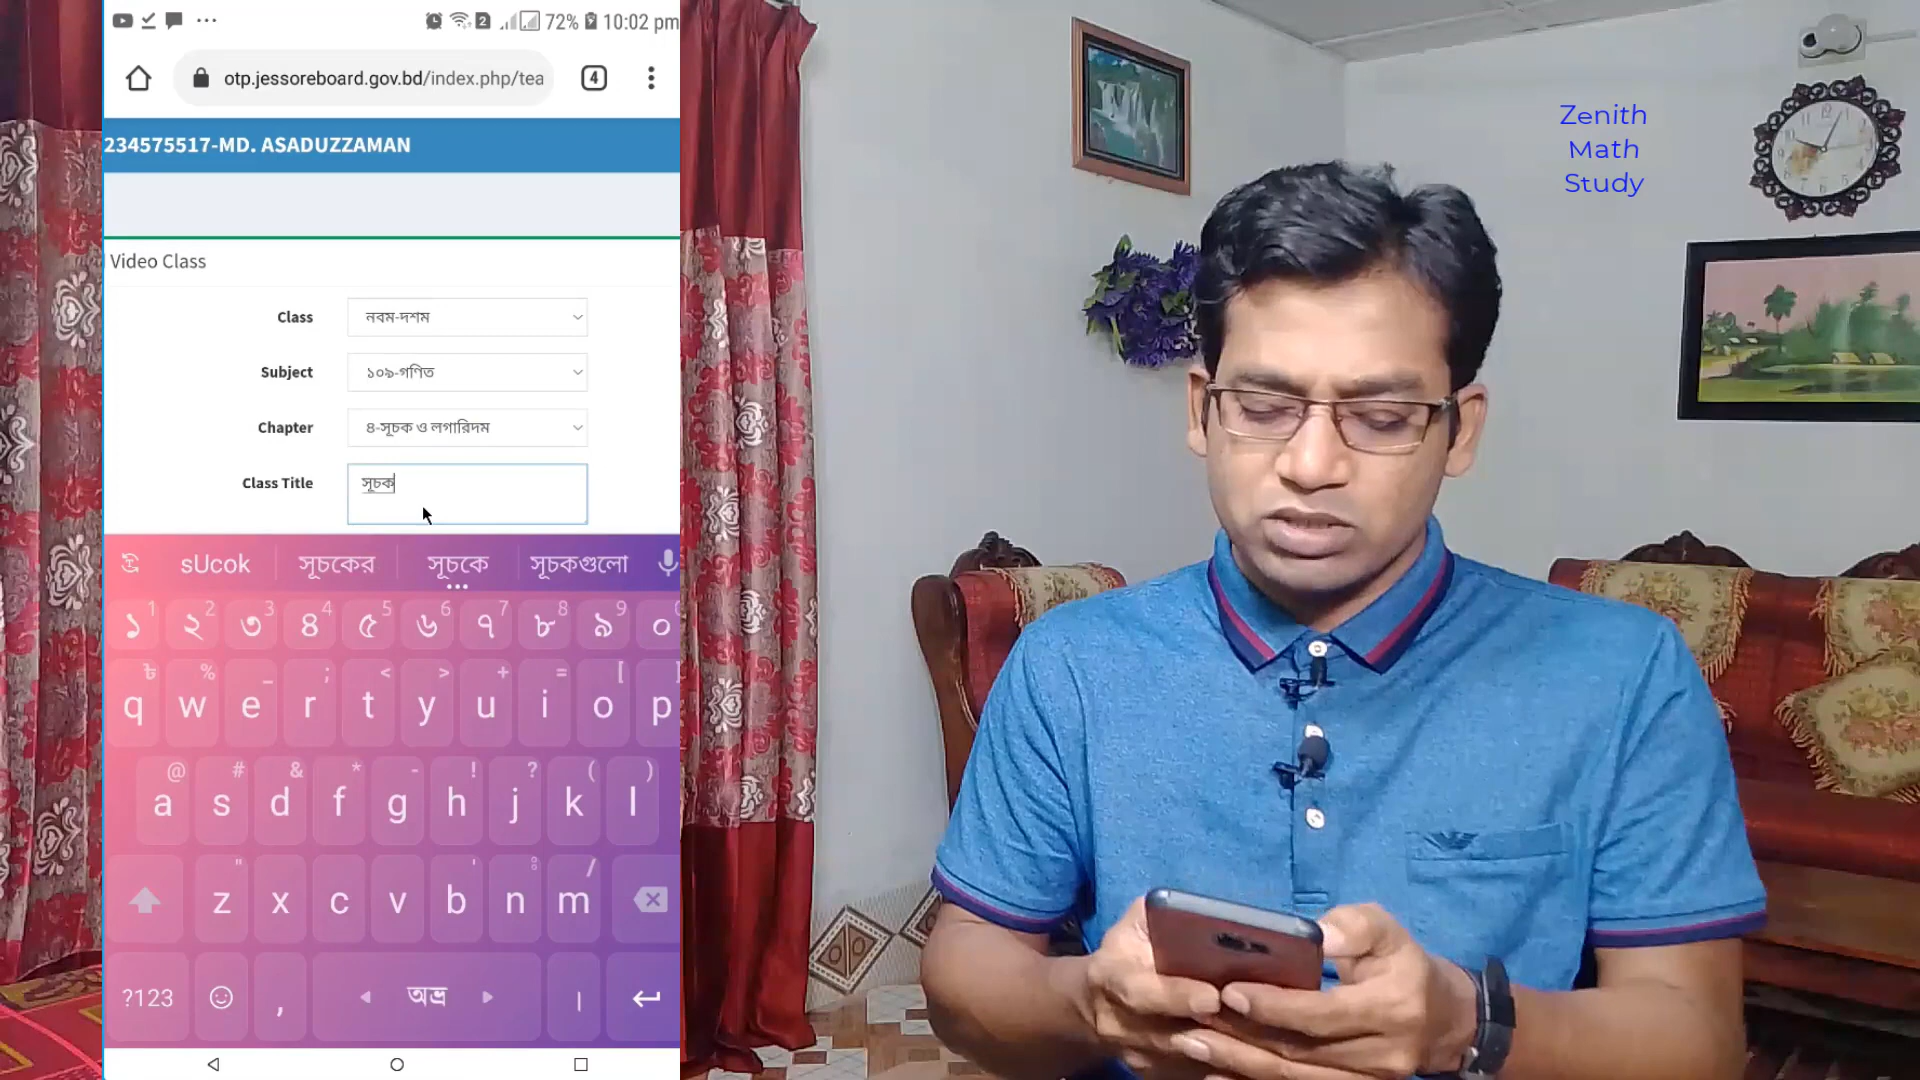 72% 10:02 pm
otp.jessoreboard.gov.bd/index.php/tea
4
234575517-MD. ASADUZZAMAN
Video Class
Class নবম-দশম
Subject ১০৯-গণিত
Chapter ৪-সূচক ও লগারিদম
Class Title সূচক
sUcok সূচকের সূচকে সূচকগুলো
১ ২ ৩ ৪ ৫ ৬ ৭ ৮ ৯ ০
q w e r t y u i o p
a s d f g h j k l
z x c v b n m
?123 , অভ্র ।
Zenith
Math
Study